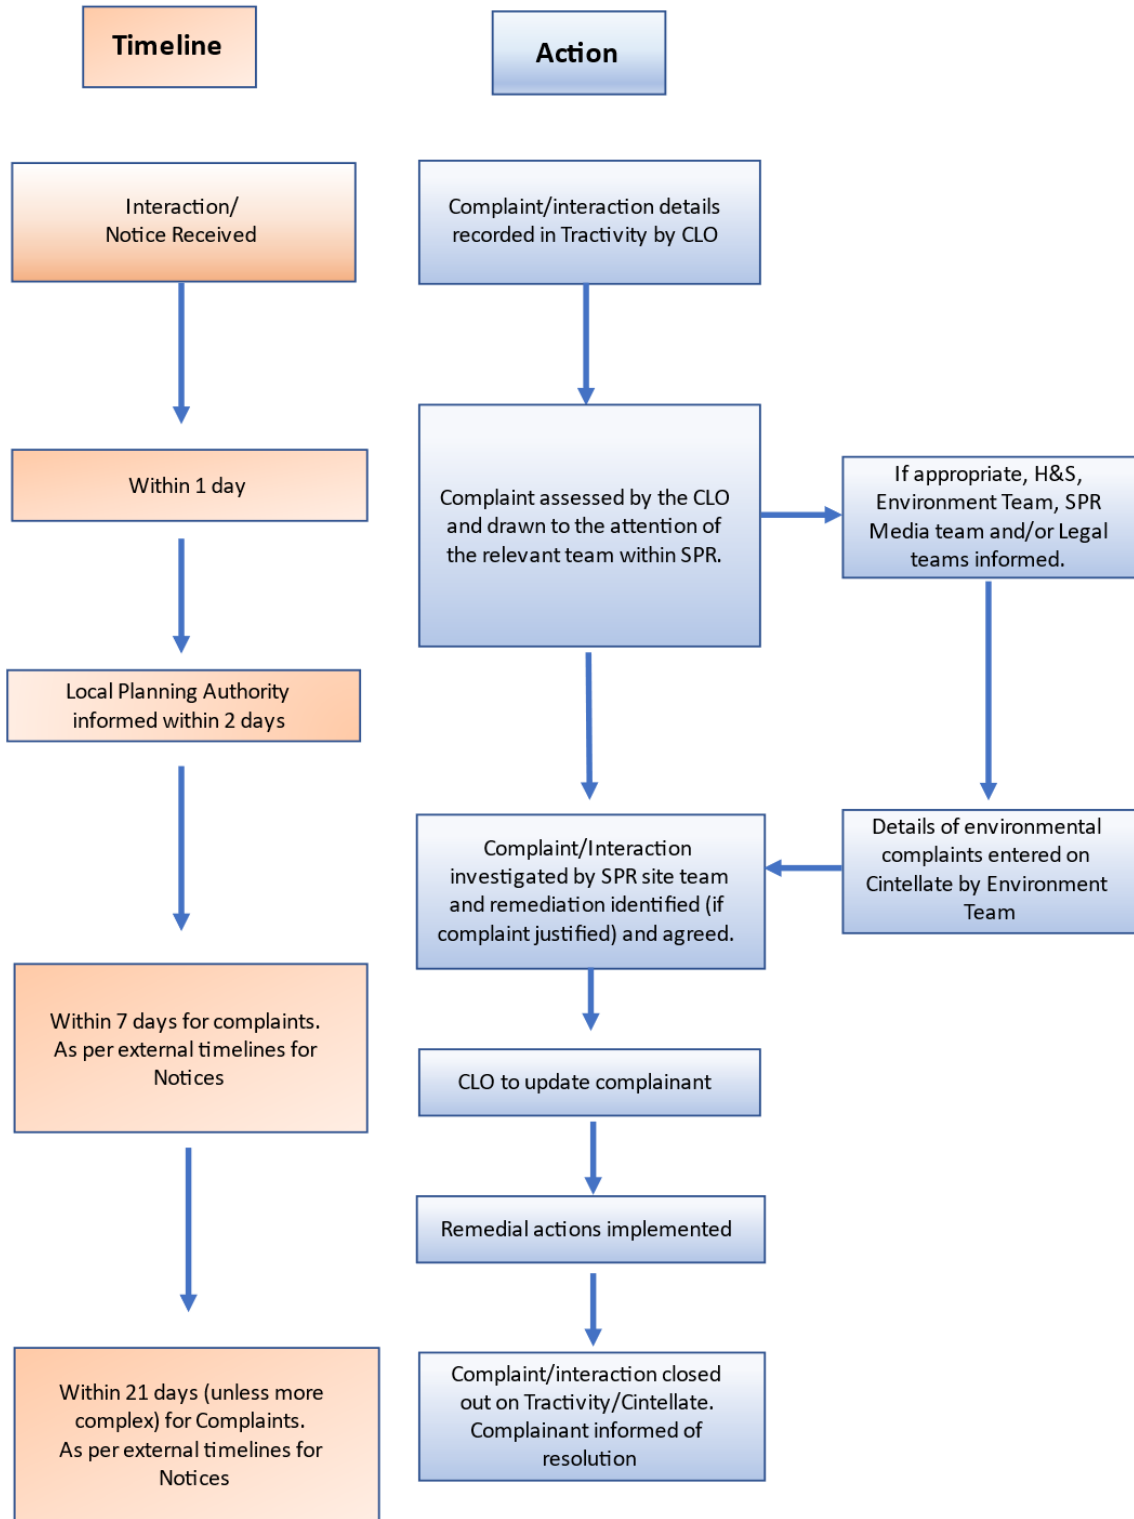 Timeline
Action
Interaction/
Notice Received
Complaint/interaction details
recorded in Tractivity by CLO
Within 1 day
Complaint assessed by the CLO
and drawn to the attention of
the relevant team within SPR.
If appropriate, H&S,
Environment Team, SPR
Media team and/or Legal
teams informed.
Local Planning Authority
informed within 2 days
Complaint/Interaction
investigated by SPR site team
and remediation identified (if
complaint justified) and agreed.
Details of environmental
complaints entered on
Cintellate by Environment
Team
Within 7 days for complaints.
As per external timelines for
Notices
CLO to update complainant
Remedial actions implemented
Within 21 days (unless more
complex) for Complaints.
As per external timelines for
Notices
Complaint/interaction closed
out on Tractivity/Cintellate.
Complainant informed of
resolution